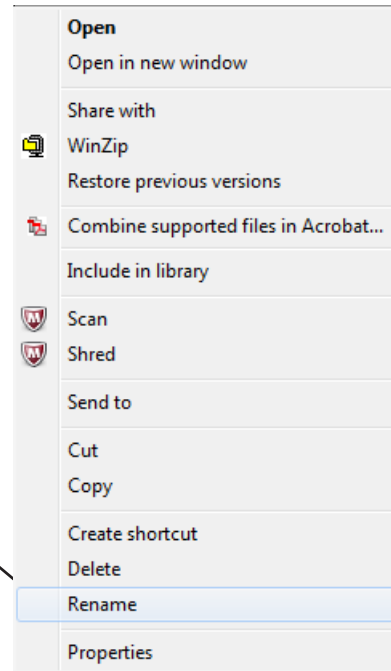 Open
Open in new window
Share with
WinZip
Restore previous versions
Combine supported files in Acrobat...
Include in library
Scan
Shred
Send to
Cut
Copy
Create shortcut
Delete
Rename
Properties